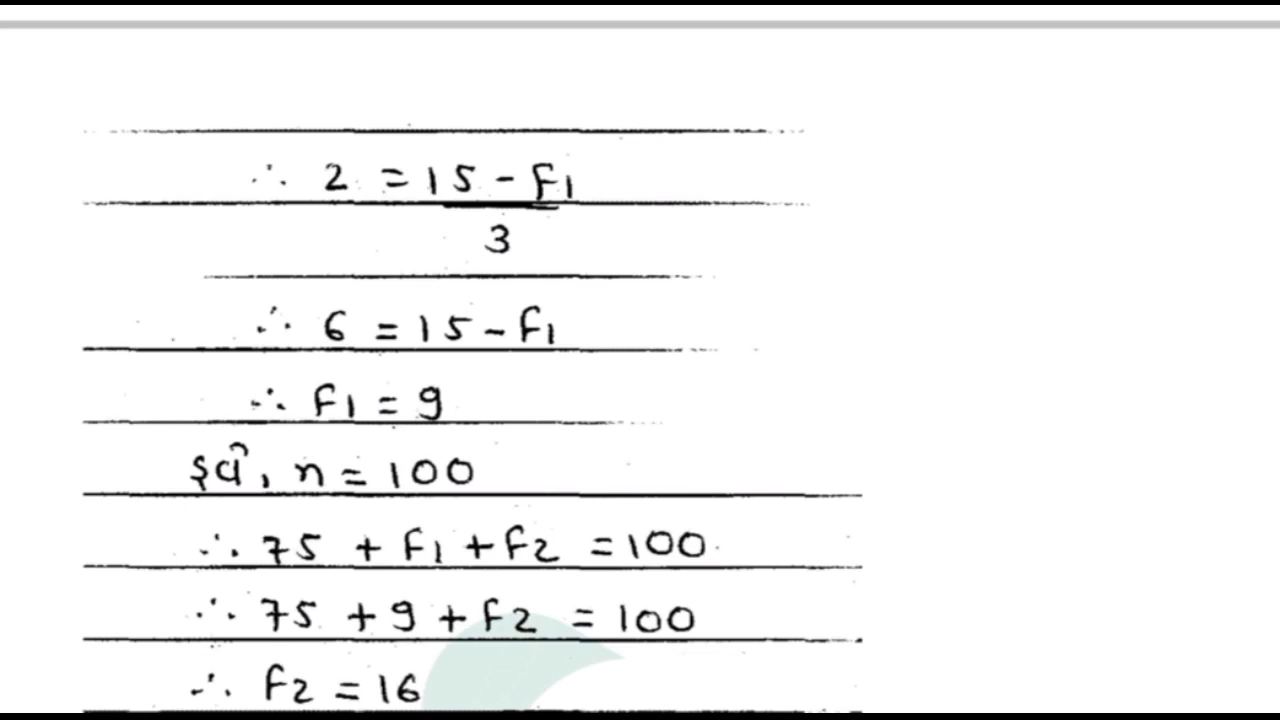 ∴ 2 = 15 - F1
3
∴ 6 = 15 - F1
∴ F1 = 9
હવે, n = 100
∴ 75 + F1 + F2 = 100
∴ 75 + 9 + F2 = 100
∴ F2 = 16